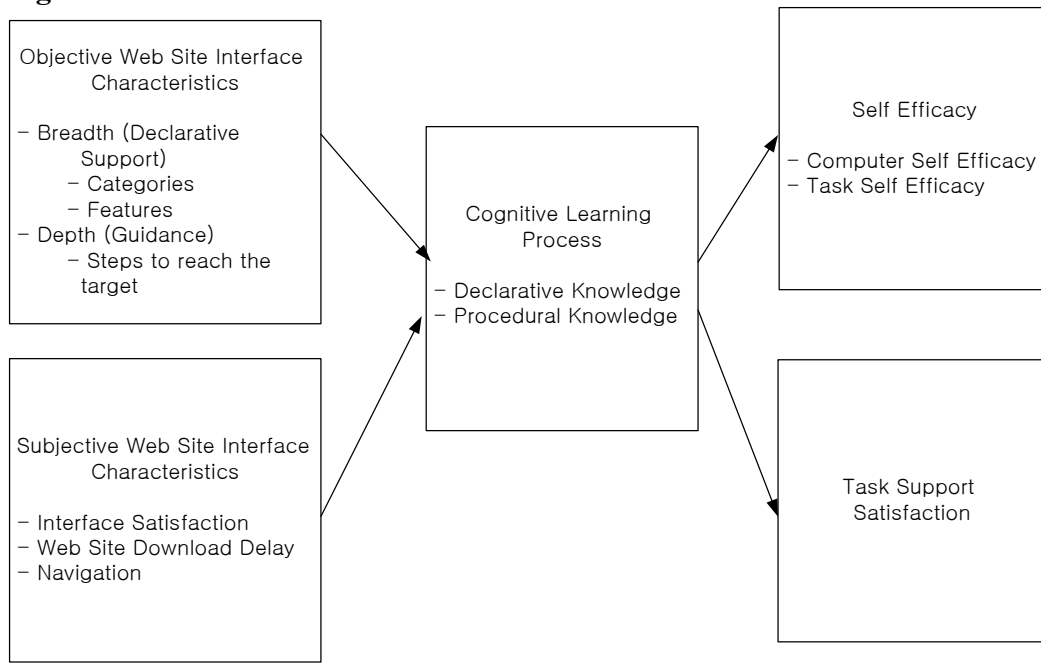 Objective Web Site Interface
Characteristics
- Breadth (Declarative
Support)
- Categories
- Features
- Depth (Guidance)
- Steps to reach the
target
Subjective Web Site Interface
Characteristics
- Interface Satisfaction
- Web Site Download Delay
- Navigation
Cognitive Learning
Process
- Declarative Knowledge
- Procedural Knowledge
Self Efficacy
- Computer Self Efficacy
- Task Self Efficacy
Task Support
Satisfaction